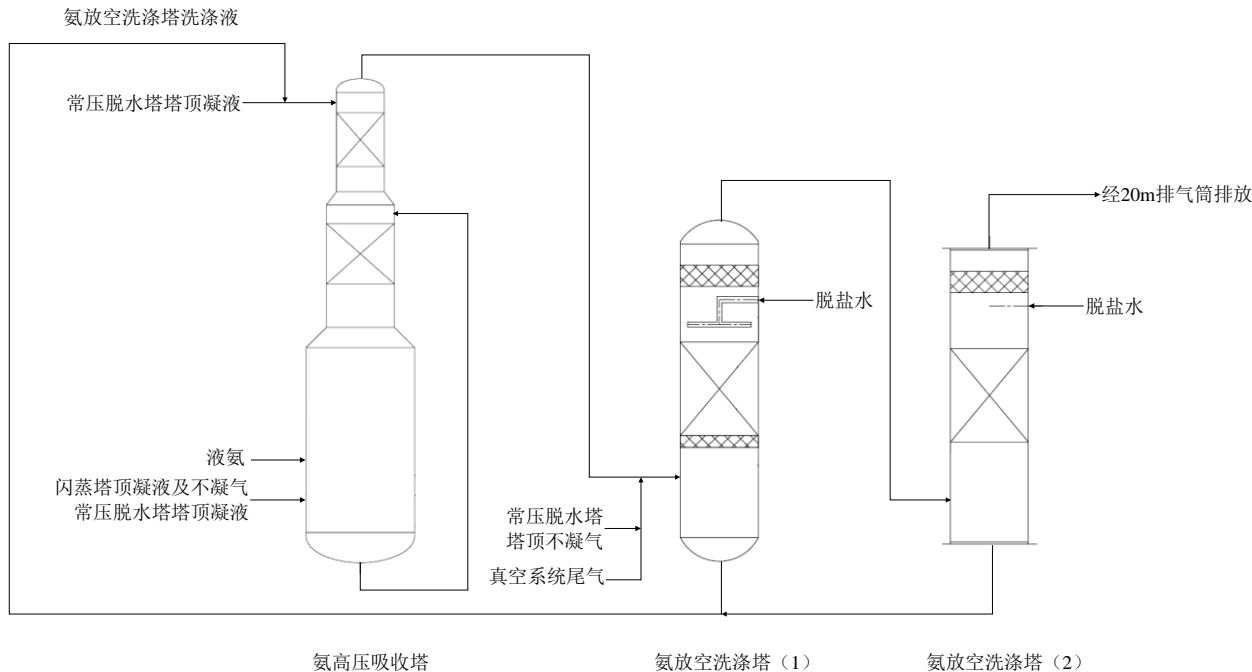 氨放空洗涤塔洗涤液
常压脱水塔塔顶凝液
经20m排气筒排放
脱盐水
脱盐水
液氨
闪蒸塔顶凝液及不凝气
常压脱水塔塔顶凝液
常压脱水塔
塔顶不凝气
真空系统尾气
氨高压吸收塔
氨放空洗涤塔（1）
氨放空洗涤塔（2）